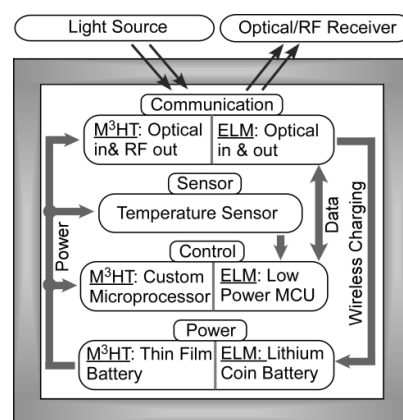 Light Source
Optical/RF Receiver
Communication
M³HT: Optical in& RF out
ELM: Optical in & out
Sensor
Temperature Sensor
Control
M³HT: Custom Microprocessor
ELM: Low Power MCU
Power
M³HT: Thin Film Battery
ELM: Lithium Coin Battery
Power
Data
Wireless Charging